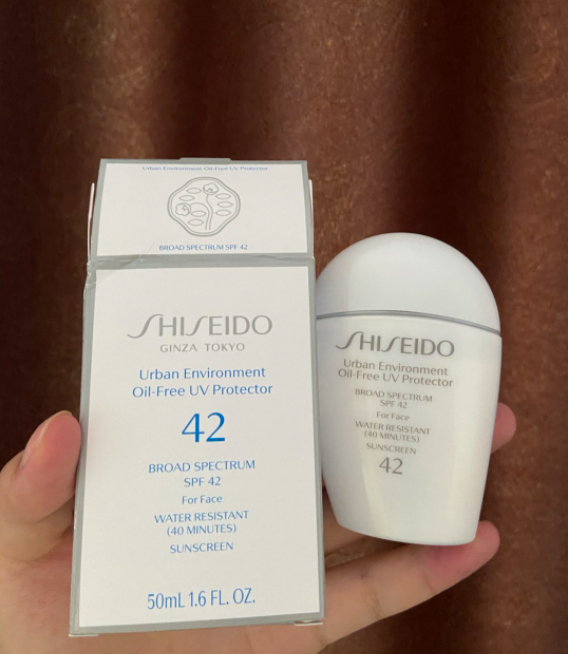 Urban Environment Oil-Free UV Protector
BROAD SPECTRUM SPF 42
SHISEIDO
GINZA TOKYO
Urban Environment
Oil-Free UV Protector
42
BROAD SPECTRUM
SPF 42
For Face
WATER RESISTANT
(40 MINUTES)
SUNSCREEN
50mL 1.6 FL. OZ.
SHISEIDO
Urban Environment
Oil-Free UV Protector
BROAD SPECTRUM
SPF 42
For Face
WATER RESISTANT
(40 MINUTES)
SUNSCREEN
42